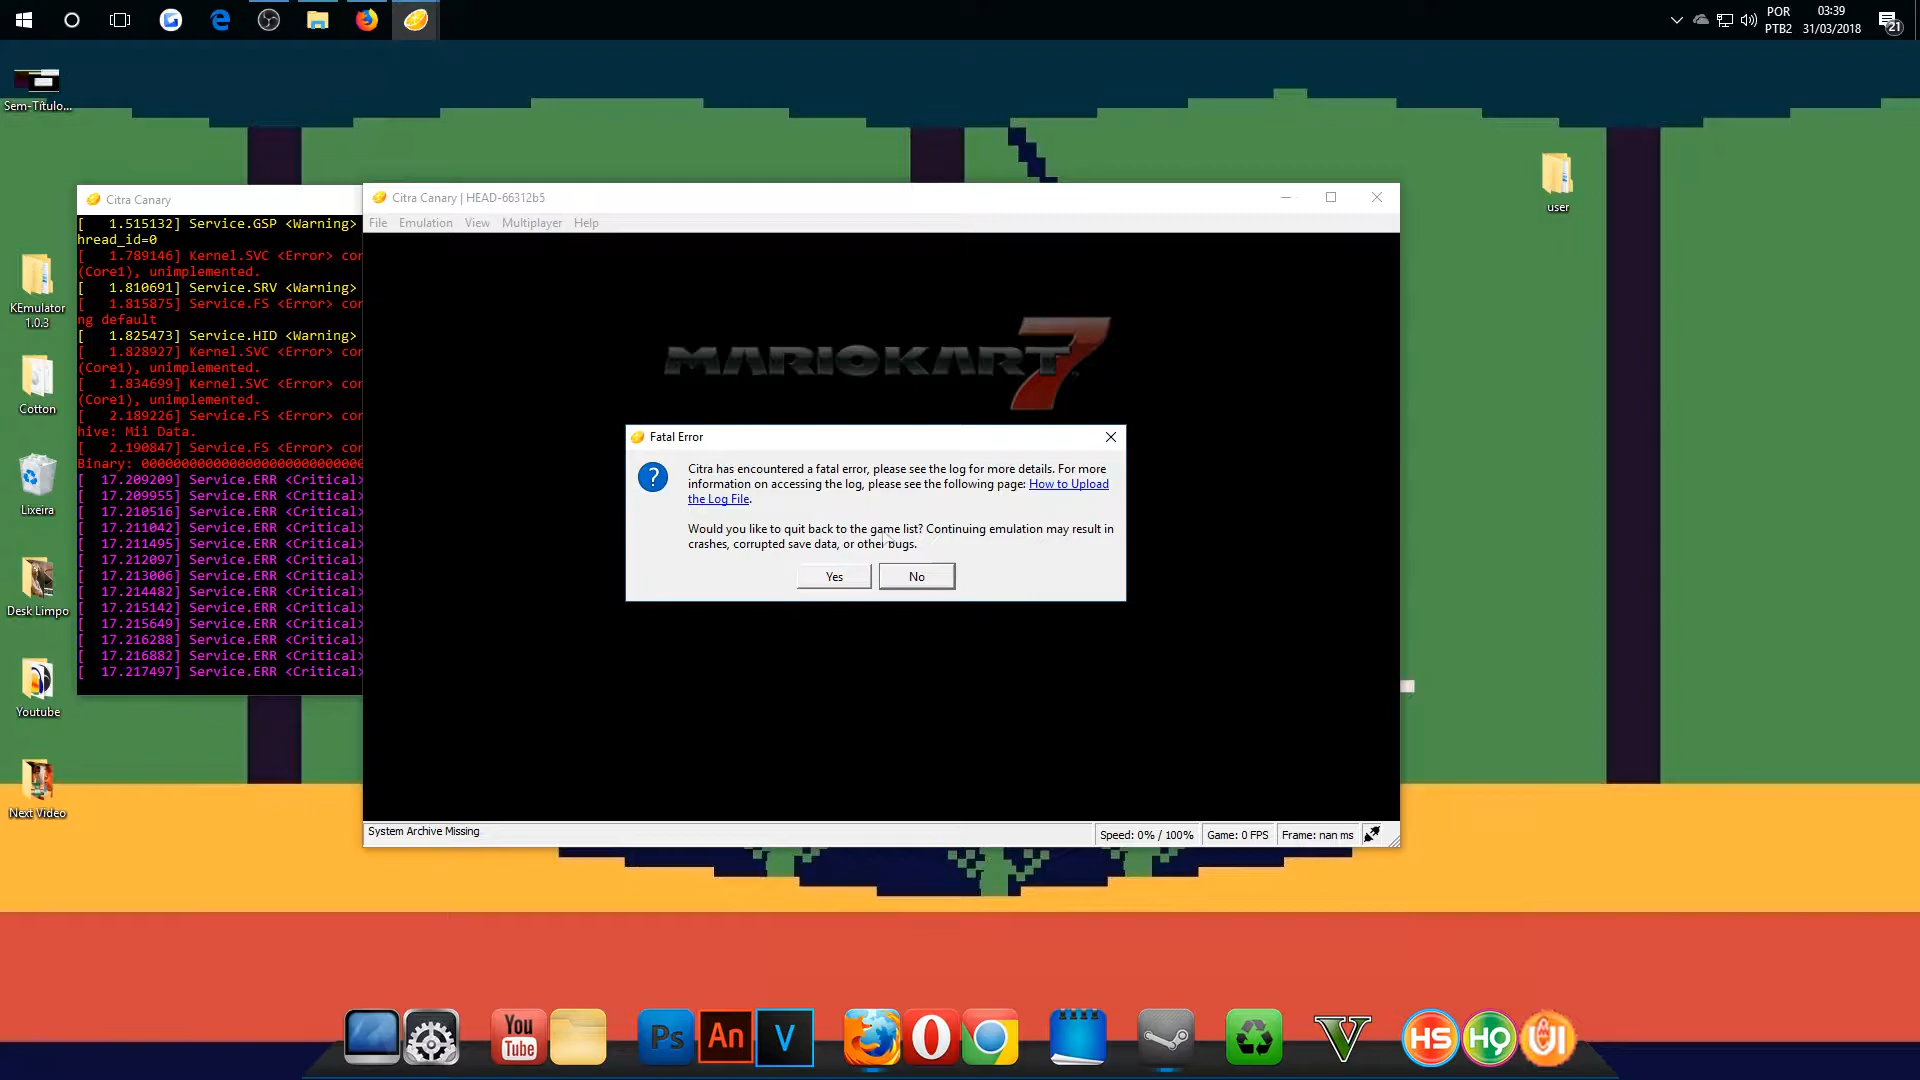 POR
PTB2
03:39
31/03/2018
21
Sem-Título...
KEmulator
1.0.3
Cotton
Lixeira
Desk Limpo
Youtube
Next Video
user
Citra Canary
[   1.515132] Service.GSP <Warning>
hread_id=0
[   1.789146] Kernel.SVC <Error> cor
(Core1), unimplemented.
[   1.810691] Service.SRV <Warning>
[   1.815875] Service.FS <Error> cor
ng default
[   1.825473] Service.HID <Warning>
[   1.828927] Kernel.SVC <Error> cor
(Core1), unimplemented.
[   1.834699] Kernel.SVC <Error> cor
(Core1), unimplemented.
[   2.189226] Service.FS <Error> cor
hive: Mii Data.
[   2.190847] Service.FS <Error> cor
Binary: 0000000000000000000000000000
[  17.209209] Service.ERR <Critical>
[  17.209955] Service.ERR <Critical>
[  17.210516] Service.ERR <Critical>
[  17.211042] Service.ERR <Critical>
[  17.211495] Service.ERR <Critical>
[  17.212097] Service.ERR <Critical>
[  17.213006] Service.ERR <Critical>
[  17.214482] Service.ERR <Critical>
[  17.215142] Service.ERR <Critical>
[  17.215649] Service.ERR <Critical>
[  17.216288] Service.ERR <Critical>
[  17.216882] Service.ERR <Critical>
[  17.217497] Service.ERR <Critical>
Citra Canary | HEAD-66312b5
File Emulation View Multiplayer Help
MARIOKART 7
Fatal Error
Citra has encountered a fatal error, please see the log for more details. For more
information on accessing the log, please see the following page: How to Upload
the Log File.
Would you like to quit back to the game list? Continuing emulation may result in
crashes, corrupted save data, or other bugs.
Yes No
System Archive Missing
Speed: 0% / 100% Game: 0 FPS Frame: nan ms
You
Tube
Ps
An
V
V
HS
HQ
UI